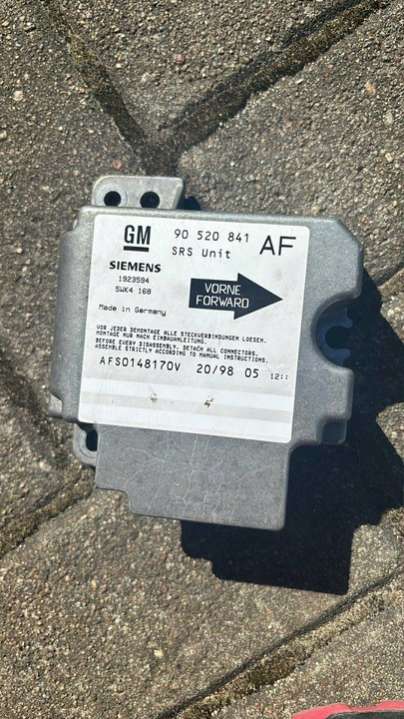 GM 90 520 841 AF
SRS Unit
SIEMENS
1923594
5WK4 168
VORNE
FORWARD
Made in Germany
VOR JEDER DEMONTAGE ALLE STECKVERBINDUNGEN LOESEN.
MONTAGE NUR NACH EINBAUANLEITUNG.
BEFORE EVERY DISASSEMBLY, DETACH ALL CONNECTORS.
ASSEMBLE STRICTLY ACCORDING TO MANUAL INSTRUCTIONS.
AFS0148170V 20/98 05 12::